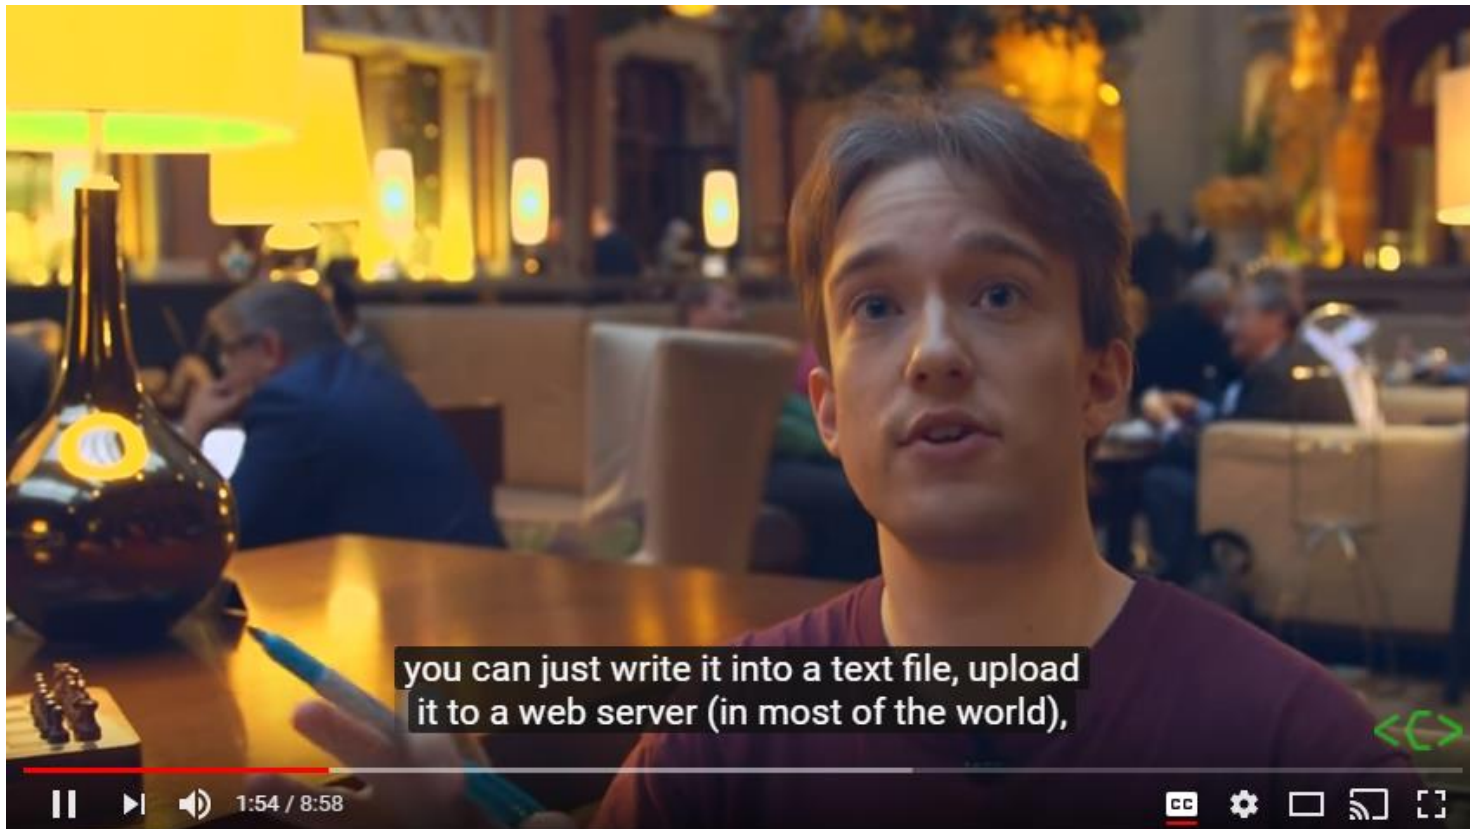 you can just write it into a text file, upload
it to a web server (in most of the world),
<C>
1:54 / 8:58
CC